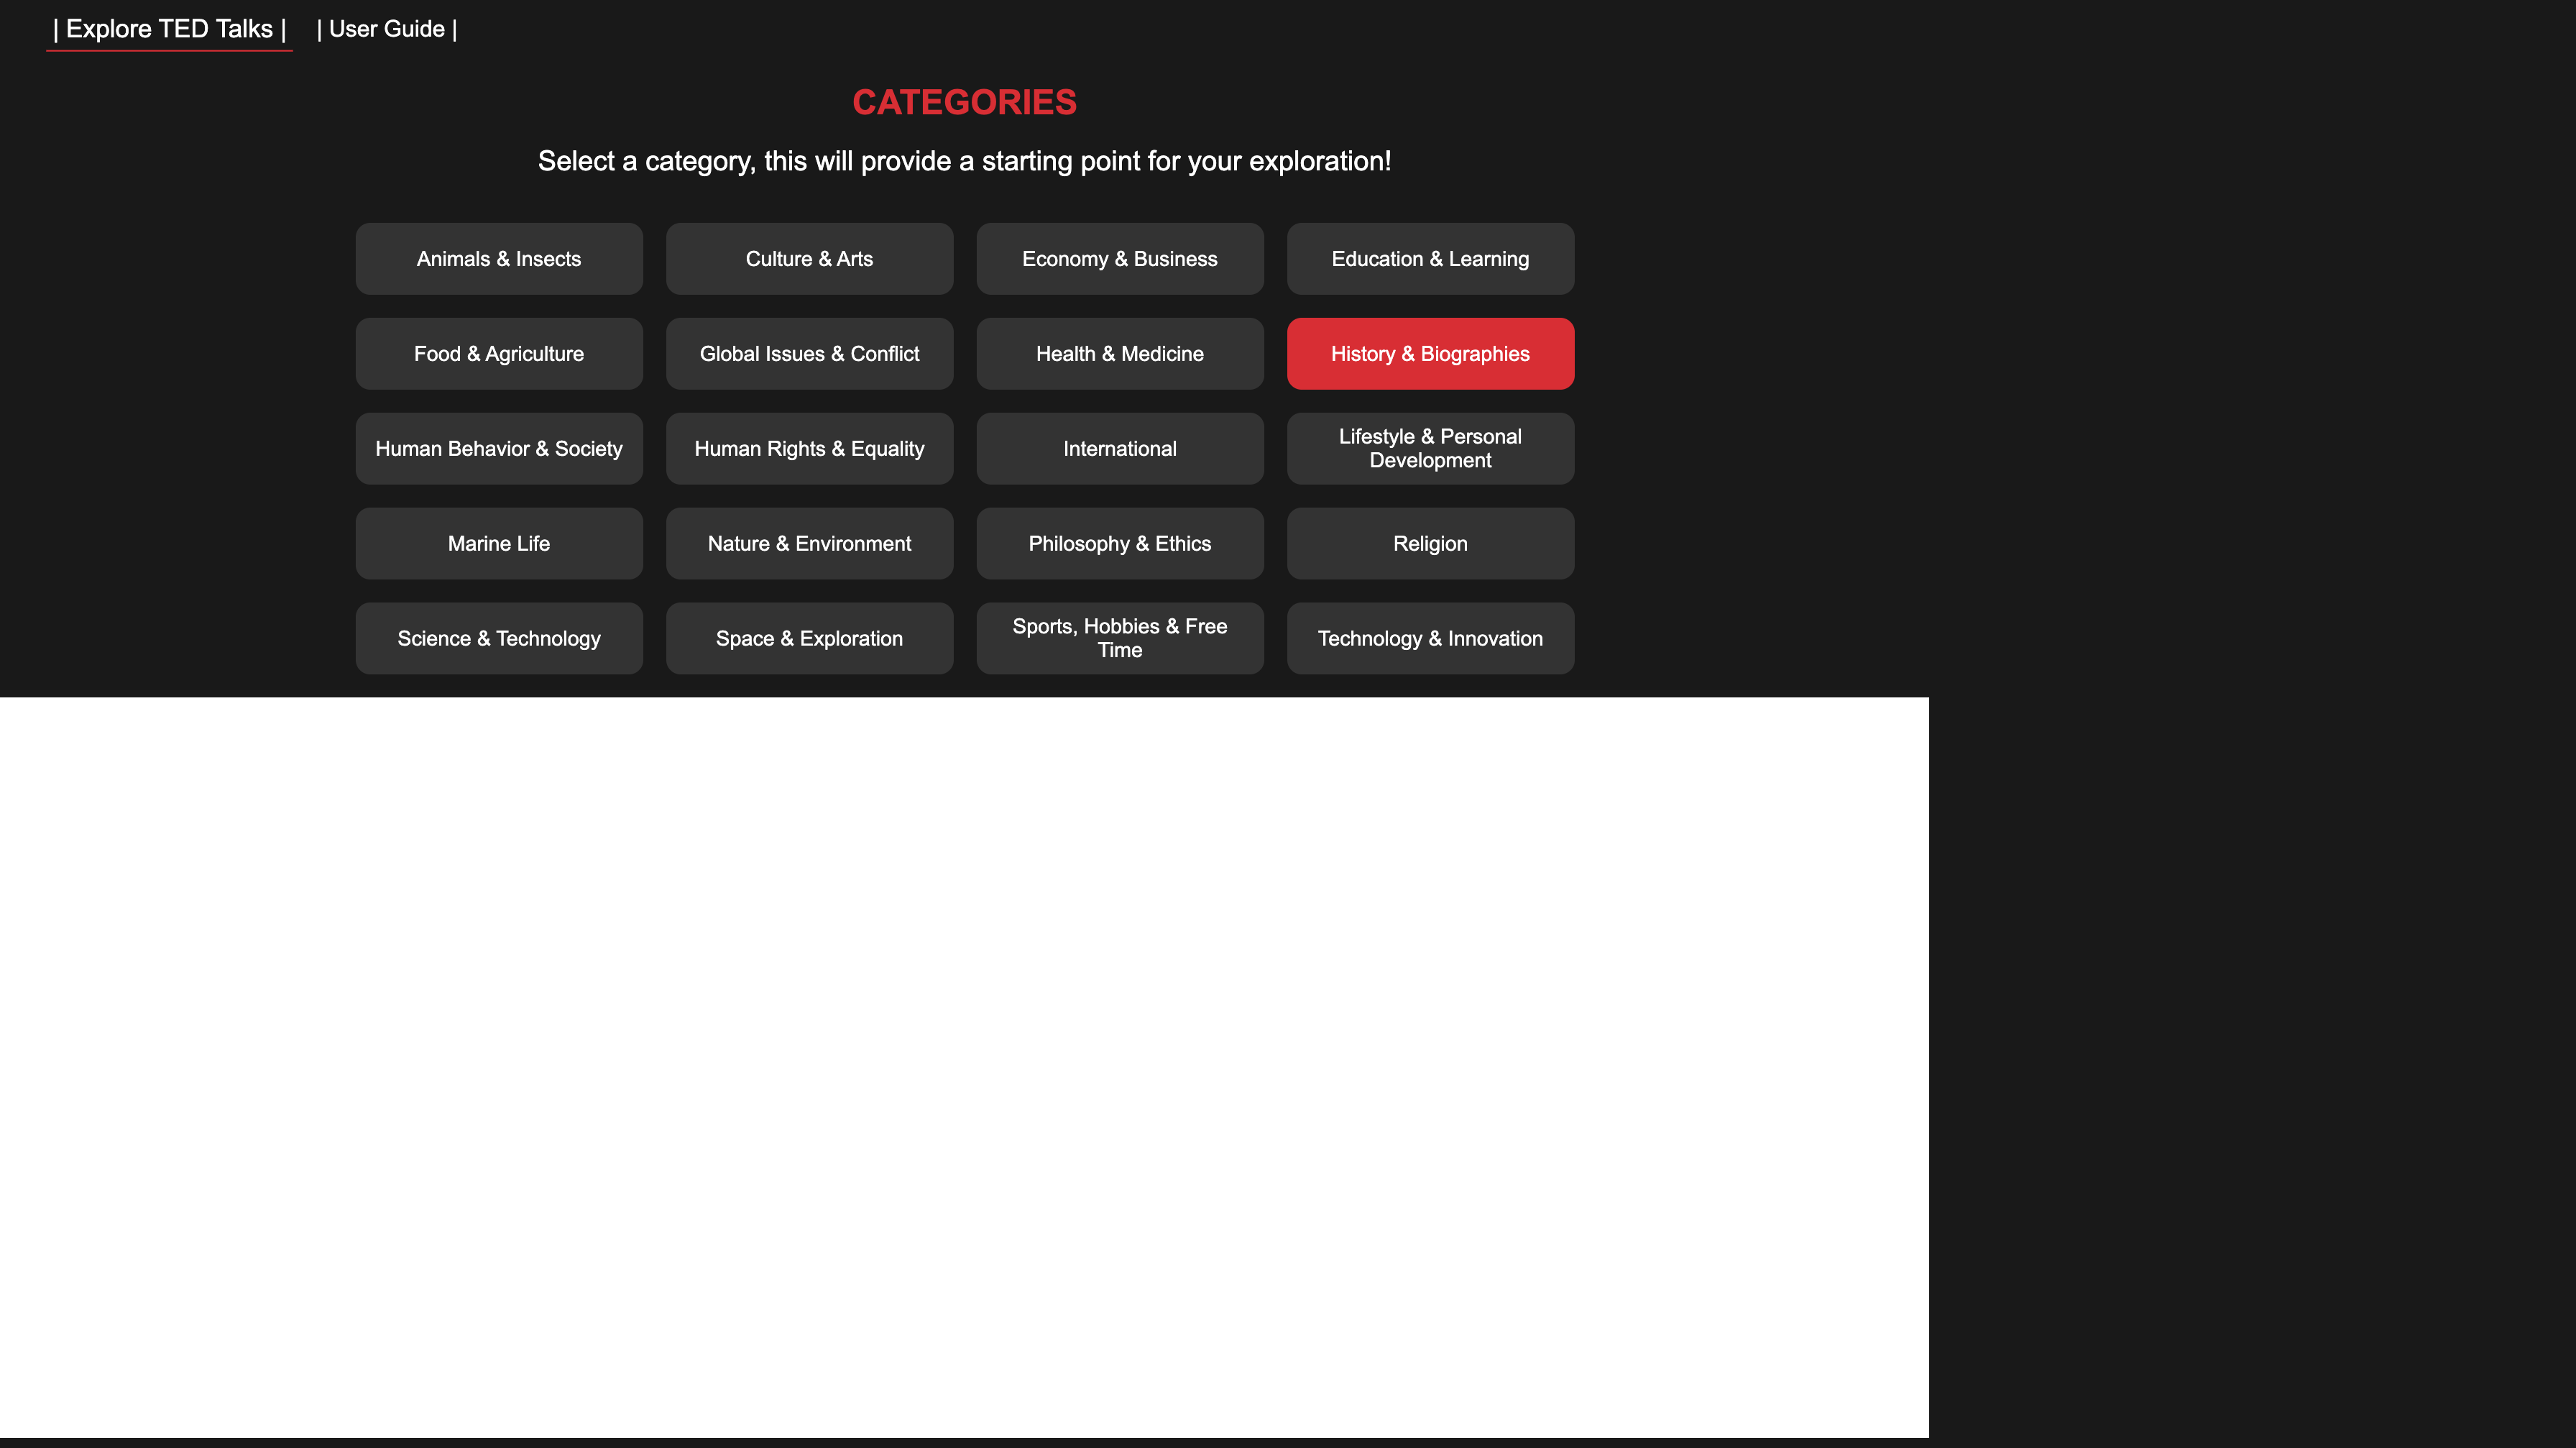 | Explore TED Talks | | User Guide |
CATEGORIES
Select a category, this will provide a starting point for your exploration!
Animals & Insects
Culture & Arts
Economy & Business
Education & Learning
Food & Agriculture
Global Issues & Conflict
Health & Medicine
History & Biographies
Human Behavior & Society
Human Rights & Equality
International
Lifestyle & Personal
Development
Marine Life
Nature & Environment
Philosophy & Ethics
Religion
Science & Technology
Space & Exploration
Sports, Hobbies & Free
Time
Technology & Innovation